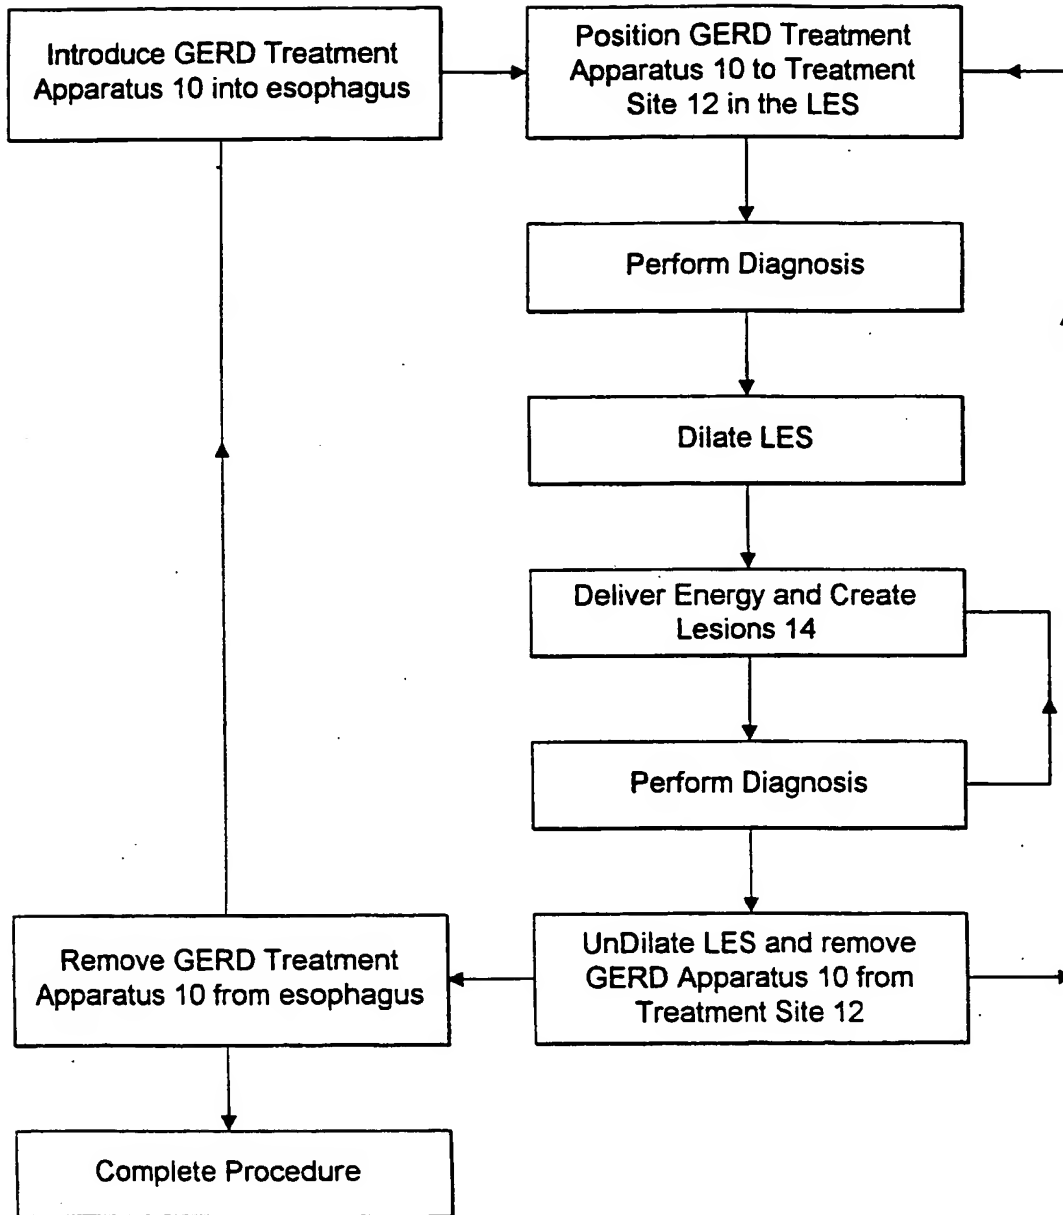 Introduce GERD Treatment
Apparatus 10 into esophagus
Position GERD Treatment
Apparatus 10 to Treatment
Site 12 in the LES
Perform Diagnosis
Dilate LES
Deliver Energy and Create
Lesions 14
Perform Diagnosis
UnDilate LES and remove
GERD Apparatus 10 from
Treatment Site 12
Remove GERD Treatment
Apparatus 10 from esophagus
Complete Procedure